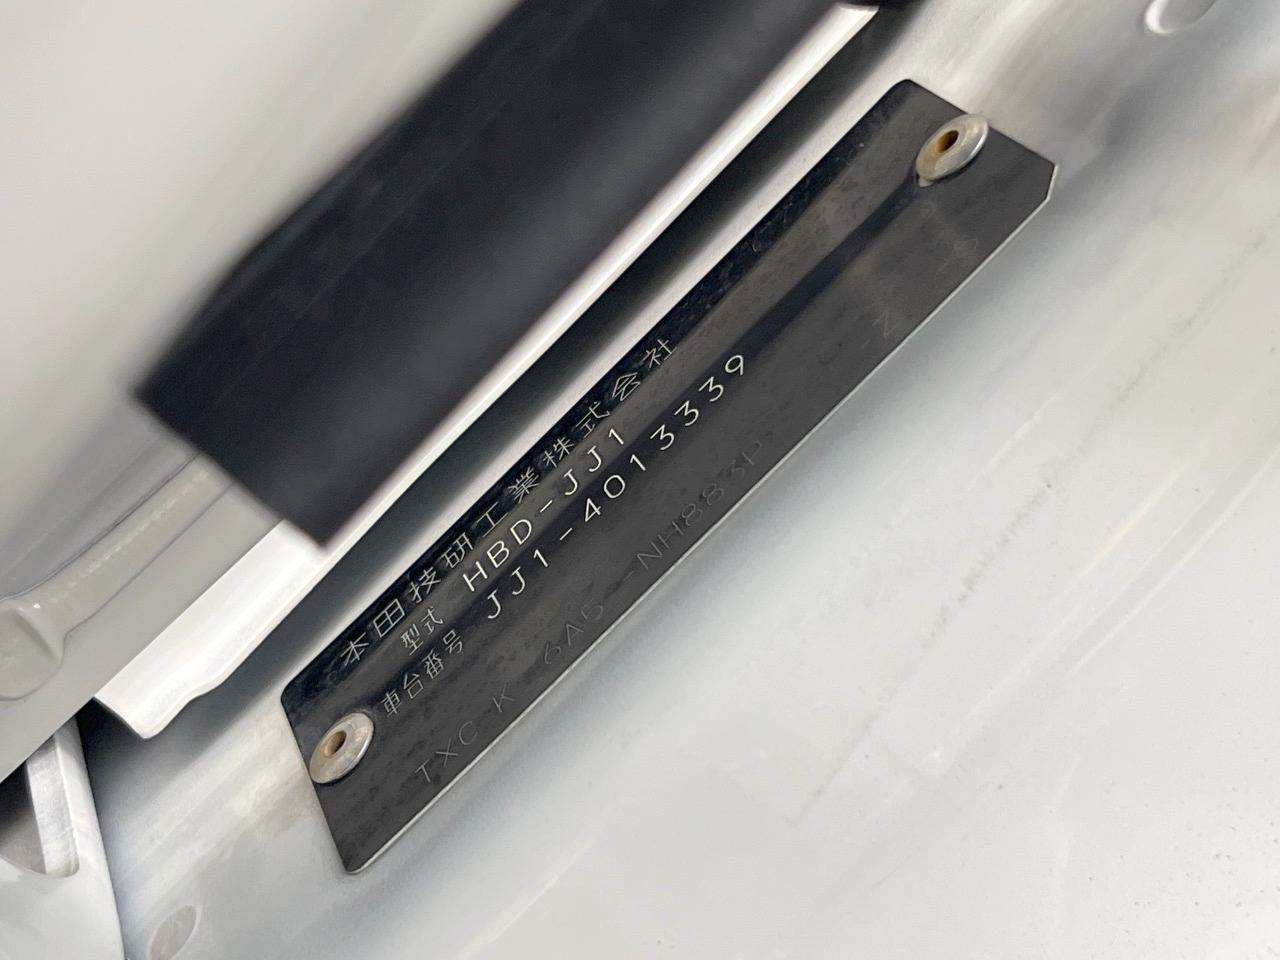 本田技研工業株式会社
型式 HBD-JJ1
車台番号 JJ1-4013339
TXC K 6A5 -NH883P